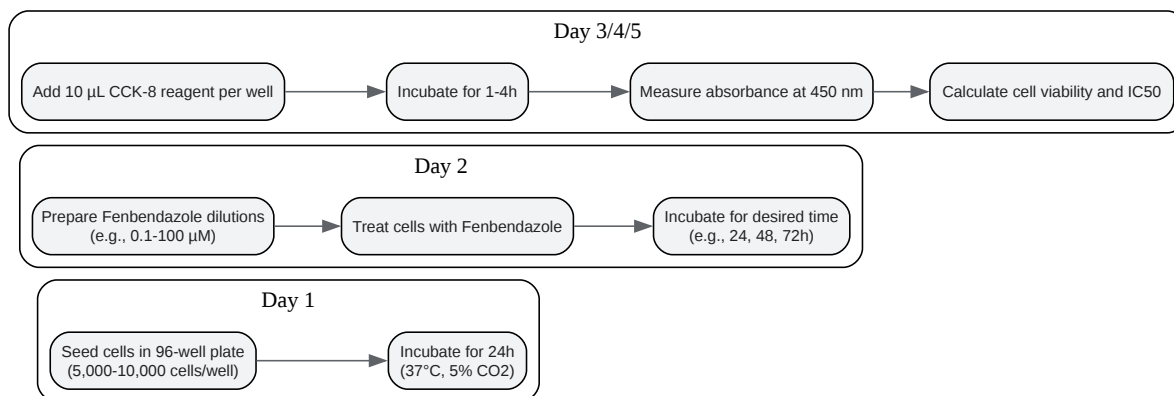 Day 3/4/5
Add 10 µL CCK-8 reagent per well
Incubate for 1-4h
Measure absorbance at 450 nm
Calculate cell viability and IC50
Day 2
Prepare Fenbendazole dilutions
(e.g., 0.1-100 µM)
Treat cells with Fenbendazole
Incubate for desired time
(e.g., 24, 48, 72h)
Day 1
Seed cells in 96-well plate
(5,000-10,000 cells/well)
Incubate for 24h
(37°C, 5% CO2)